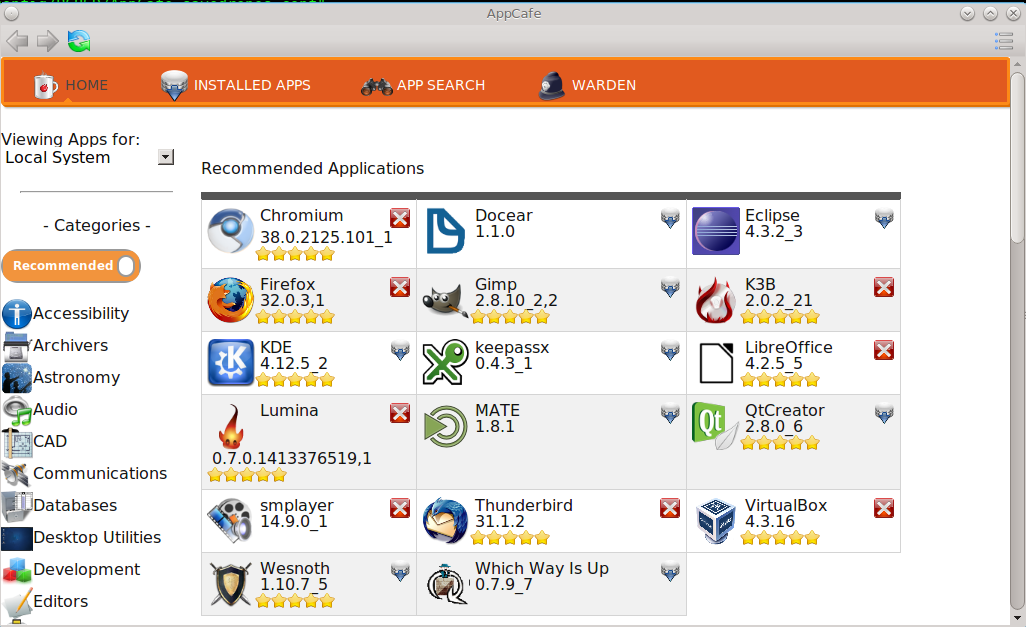 AppCafe
HOME
INSTALLED APPS
APP SEARCH
WARDEN
Viewing Apps for:
Local System
- Categories -
Recommended
Accessibility
Archivers
Astronomy
Audio
CAD
Communications
Databases
Desktop Utilities
Development
Editors
Recommended Applications
Chromium
38.0.2125.101_1
Docear
1.1.0
Eclipse
4.3.2_3
Firefox
32.0.3,1
Gimp
2.8.10_2,2
K3B
2.0.2_21
KDE
4.12.5_2
keepassx
0.4.3_1
LibreOffice
4.2.5_5
Lumina
0.7.0.1413376519,1
MATE
1.8.1
Qt
QtCreator
2.8.0_6
smplayer
14.9.0_1
Thunderbird
31.1.2
VirtualBox
4.3.16
Wesnoth
1.10.7_5
Which Way Is Up
0.7.9_7